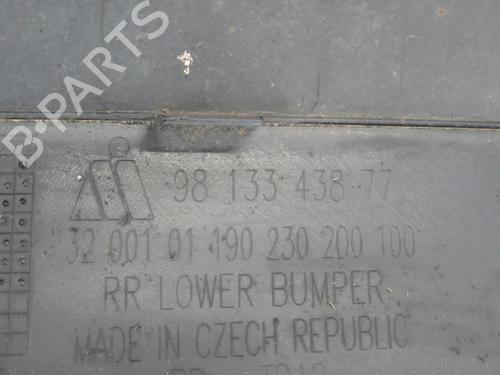 B-PARTS
98 133 438 77
32 001 01 190 230 200 100
RR LOWER BUMPER
MADE IN CZECH REPUBLIC